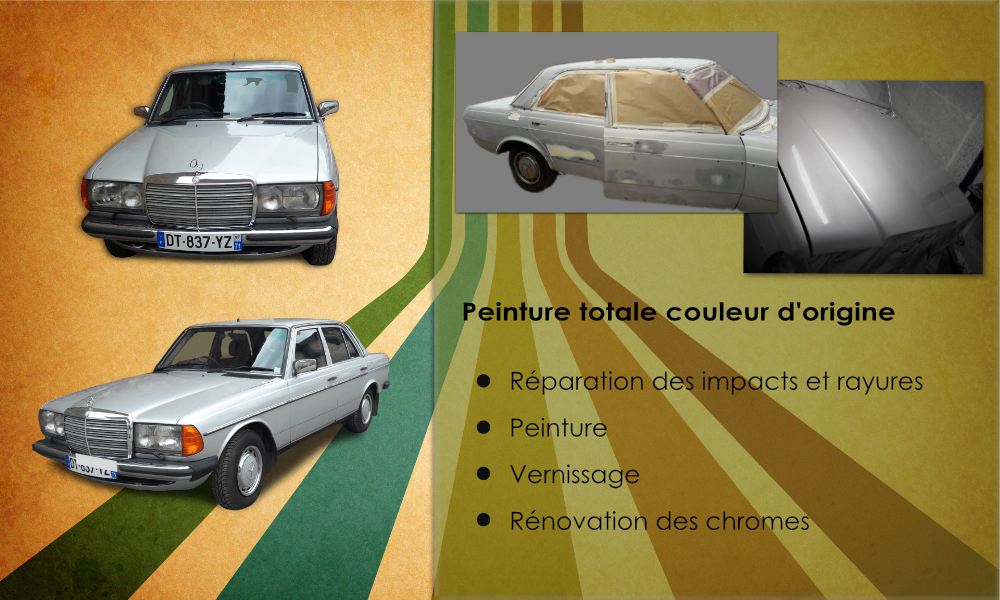 DT-837-YZ
Peinture totale couleur d'origine
● Réparation des impacts et rayures
● Peinture
● Vernissage
● Rénovation des chromes